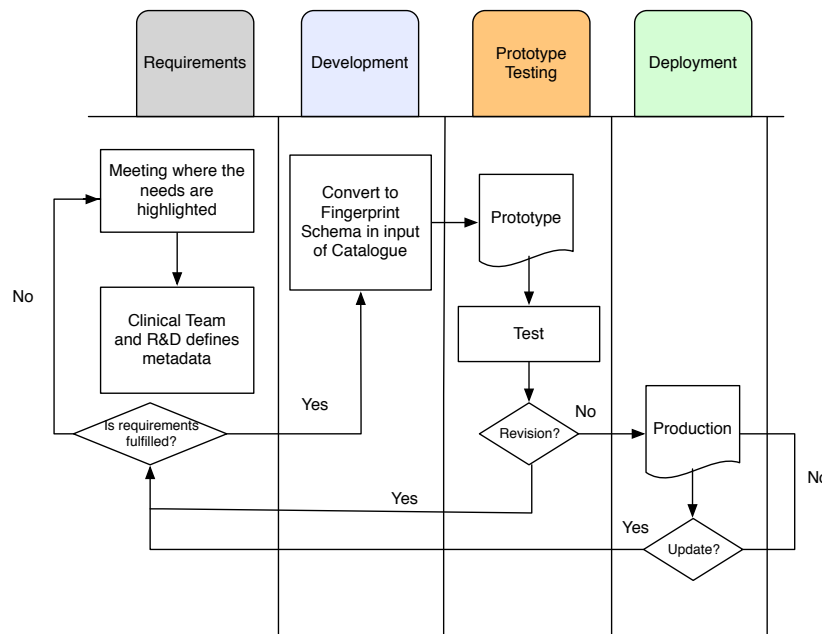 Requirements
Development
Prototype
Testing
Deployment
Meeting where the
needs are
highlighted
Convert to
Fingerprint
Schema in input
of Catalogue
Prototype
No
Clinical Team
and R&D defines
metadata
Test
Is requirements
fulfilled?
Yes
Revision?
No
Production
No
Yes
Yes
Update?